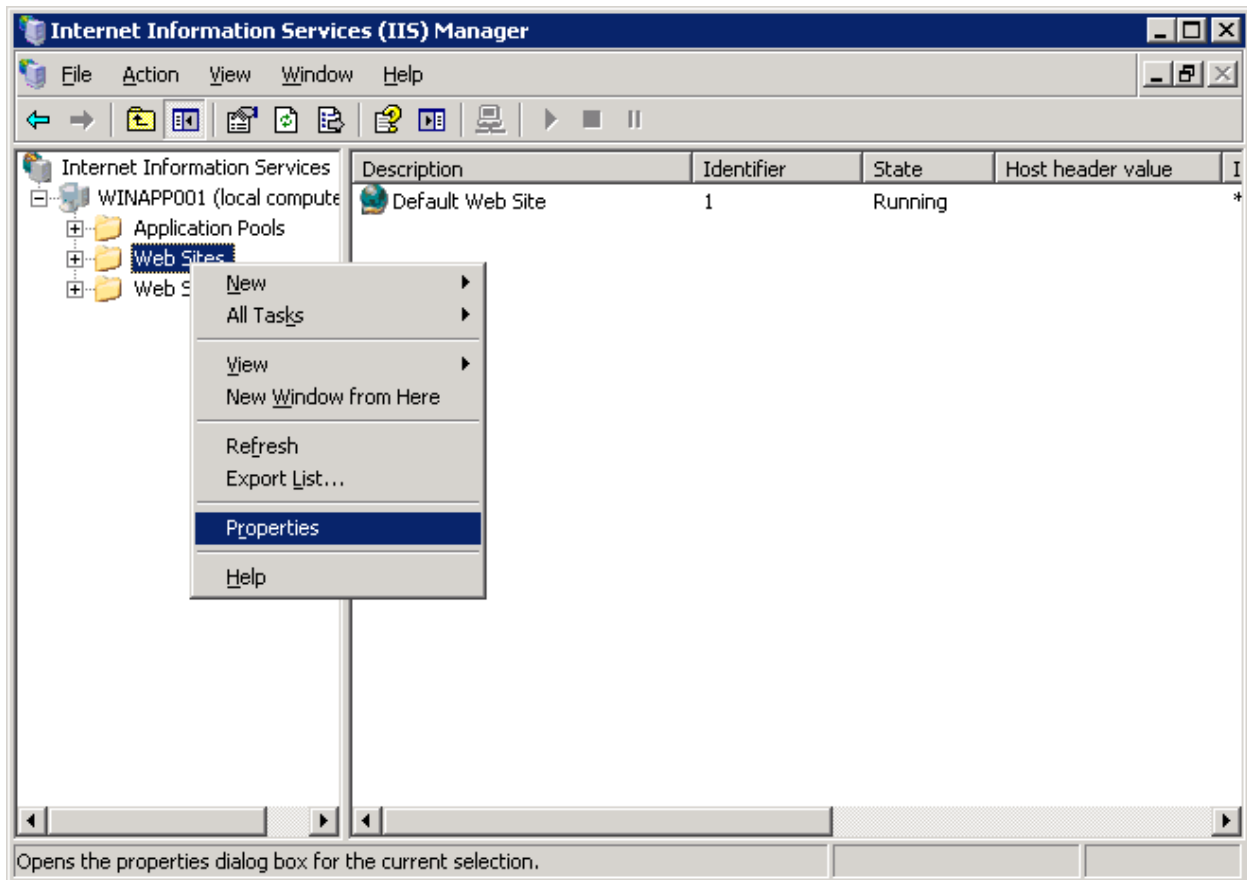 Internet Information Services (IIS) Manager
File Action View Window Help
Internet Information Services
Description Identifier State Host header value I
WINAPP001 (local compute
Default Web Site 1 Running *
Application Pools
Web Sites
Web S
New
All Tasks
View
New Window from Here
Refresh
Export List...
Properties
Help
Opens the properties dialog box for the current selection.